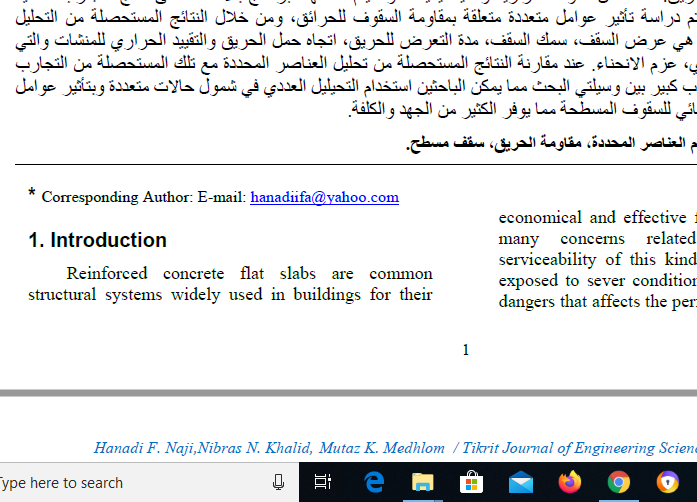 تم دراسة تأثير عوامل متعددة متعلقة بمقاومة السقوف للحرائق، ومن خلال النتائج المستحصلة من التحليل
هي عرض السقف، سمك السقف، مدة التعرض للحريق، اتجاه حمل الحريق والتقييد الحراري للمنشات والتي
عزم الانحناء. عند مقارنة النتائج المستحصلة من تحليل العناصر المحددة مع تلك المستحصلة من التجارب
كبير بين وسيلتي البحث مما يمكن الباحثين استخدام التحيليل العددي في شمول حالات متعددة وبتأثير عوامل
للسقوف المسطحة مما يوفر الكثير من الجهد والكلفة.
العناصر المحددة، مقاومة الحريق، سقف مسطح.
* Corresponding Author: E-mail: hanadiifa@yahoo.com
1. Introduction
Reinforced concrete flat slabs are common
structural systems widely used in buildings for their
economical and effective
many concerns related
serviceability of this kind
exposed to sever condition
dangers that affects the
1
Hanadi F. Naji,Nibras N. Khalid, Mutaz K. Medhlom / Tikrit Journal of Engineering
Type here to search